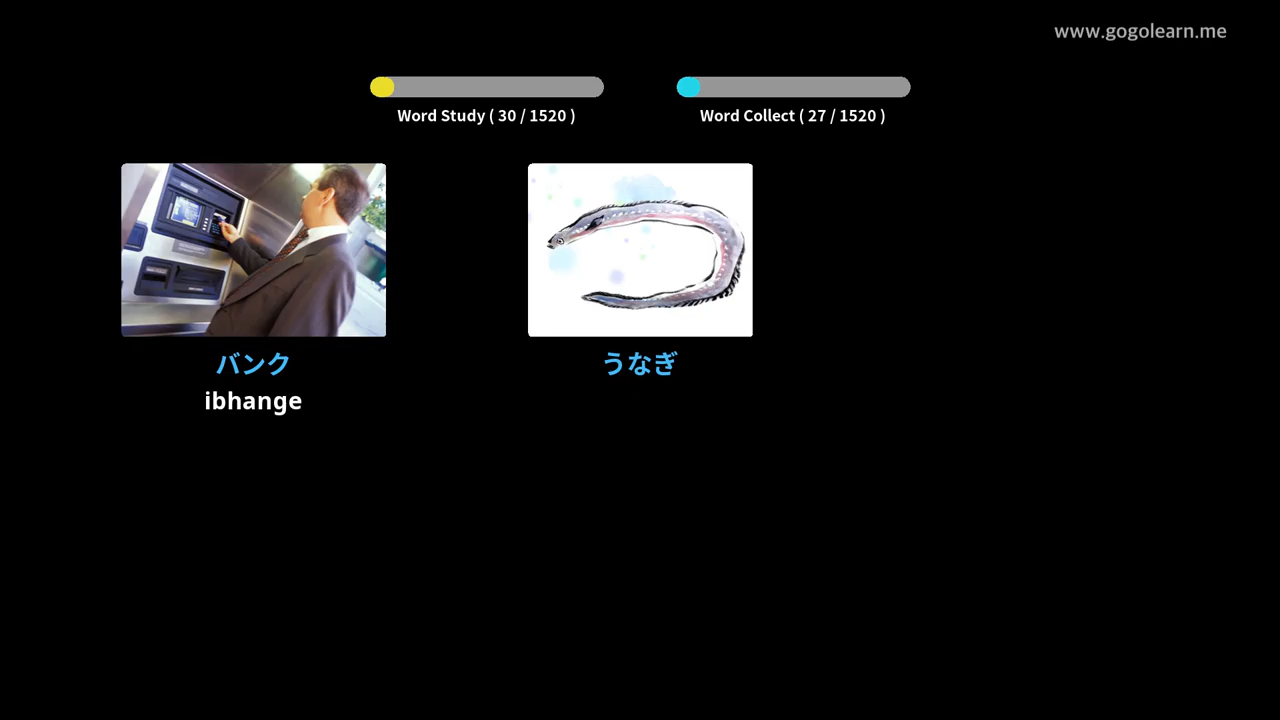 www.gogolearn.me
Word Study ( 30 / 1520 )
Word Collect ( 27 / 1520 )
バンク
ibhange
うなぎ